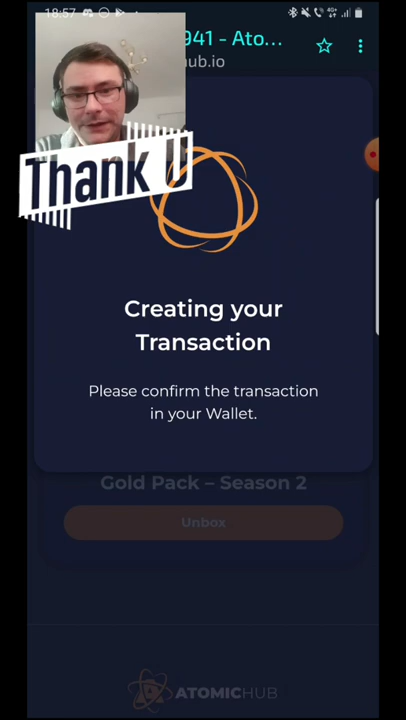 18:57
941 - Ato...
hub.io
Thank U
Creating your
Transaction
Please confirm the transaction
in your Wallet.
Gold Pack – Season 2
Unbox
ATOMICHUB